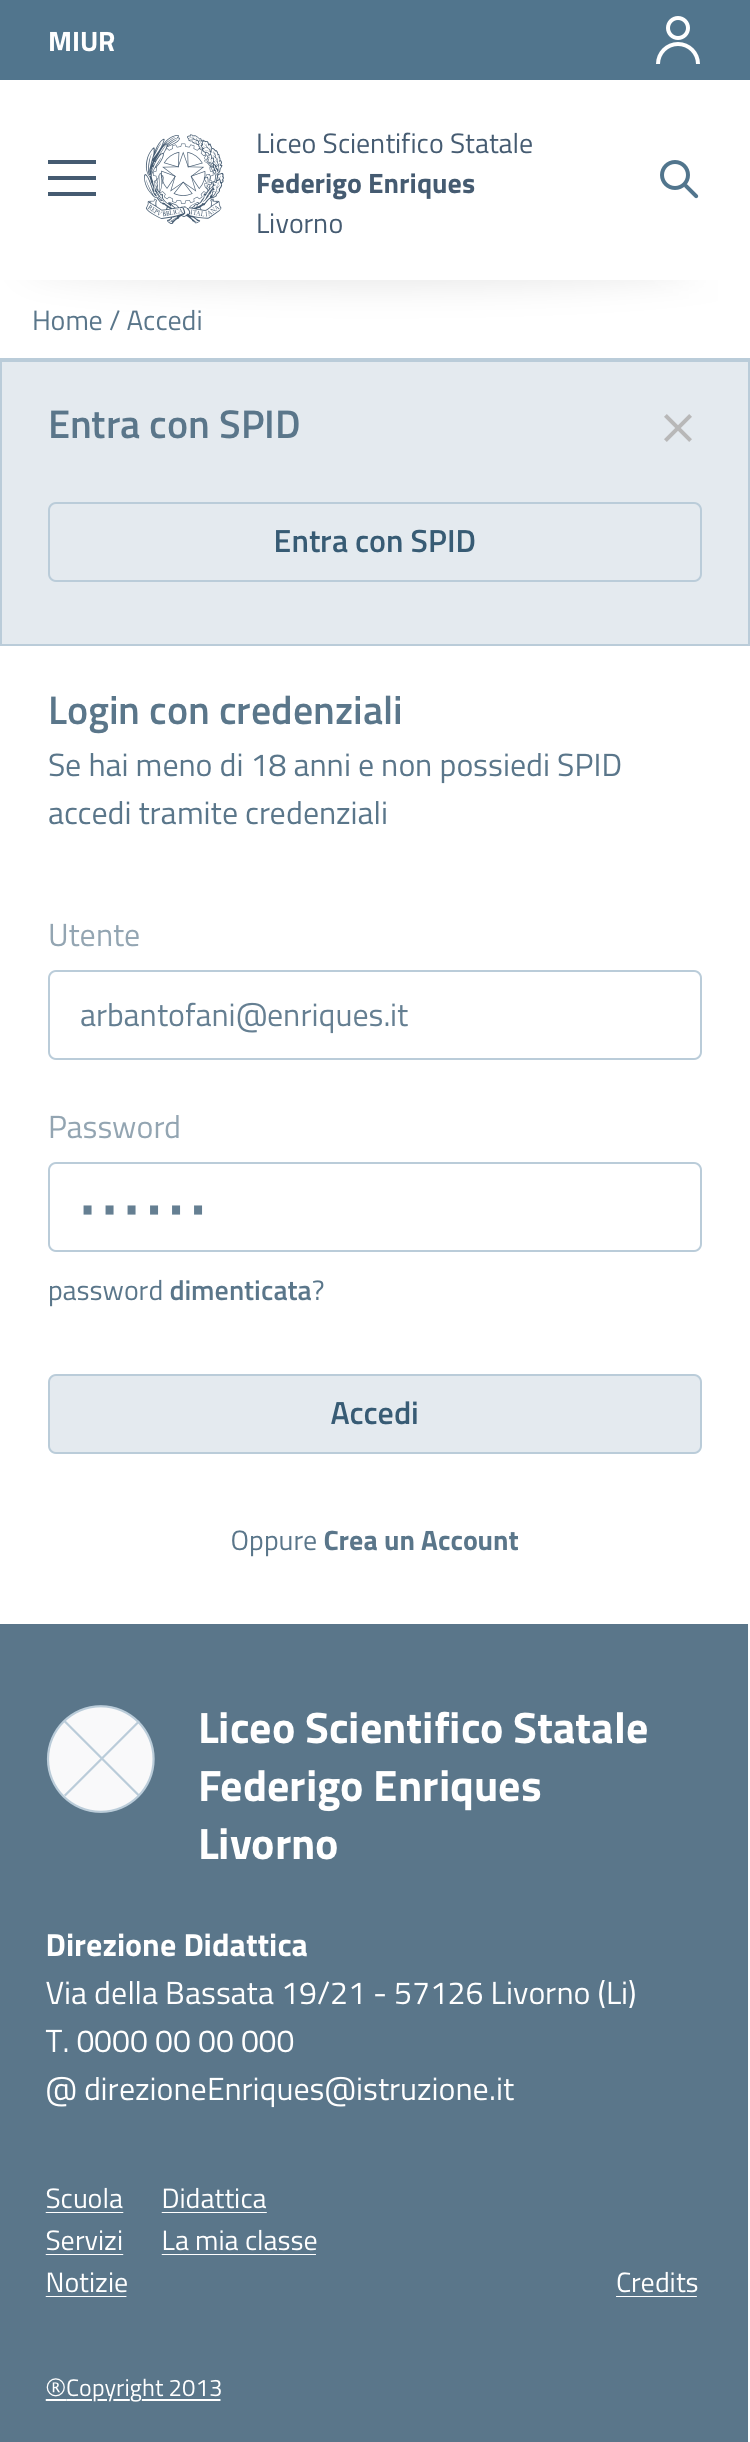 MIUR
Liceo Scientifico Statale
Federigo Enriques
Livorno
REPVBBLICA ITALIANA
Home / Accedi
Entra con SPID
Entra con SPID
Login con credenziali
Se hai meno di 18 anni e non possiedi SPID
accedi tramite credenziali
Utente
arbantofani@enriques.it
Password
password dimenticata?
Accedi
Oppure Crea un Account
Liceo Scientifico Statale
Federigo Enriques
Livorno
Direzione Didattica
Via della Bassata 19/21 - 57126 Livorno (Li)
T. 0000 00 00 000
@ direzioneEnriques@istruzione.it
Scuola Didattica
Servizi La mia classe
Notizie Credits
®Copyright 2013